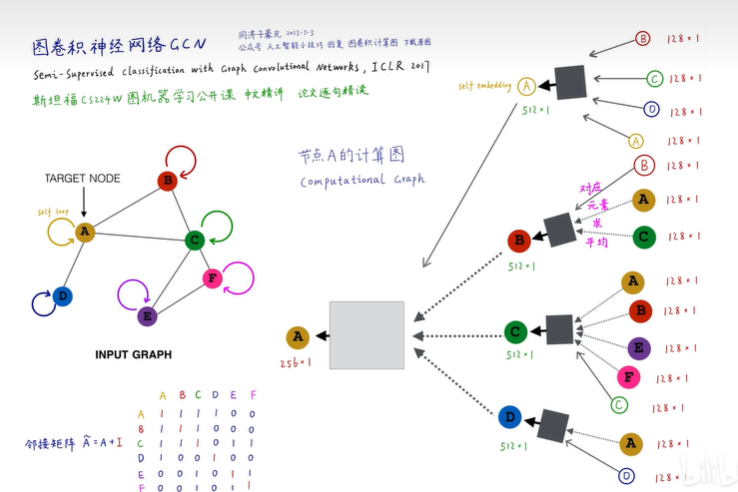 图卷积神经网络GCN
同济子豪兄 2023-2-3
公众号 人工智能小技巧 回复 图卷积计算图 下载原图
Semi-Supervised Classification with Graph Convolutional Networks, ICLR 2017
斯坦福CS224W图机器学习公开课 中文精讲 论文逐句精读
TARGET NODE
self loop
A
B
C
D
E
F
INPUT GRAPH
邻接矩阵 Ã=A+I
A B C D E F
A 1 1 1 1 0 0
B 1 1 1 0 0 0
C 1 1 1 0 1 1
D 1 0 0 1 0 0
E 0 0 1 0 1 1
F 0 0 1 0 1 1
节点A的计算图
Computational Graph
A
256×1
self embedding A
512×1
B 128×1
C 128×1
D 128×1
A 128×1
B
512×1
对应
元素
求
平均
B 128×1
A 128×1
C 128×1
C
512×1
A 128×1
B 128×1
E 128×1
F 128×1
C 128×1
D
512×1
A 128×1
D 128×1